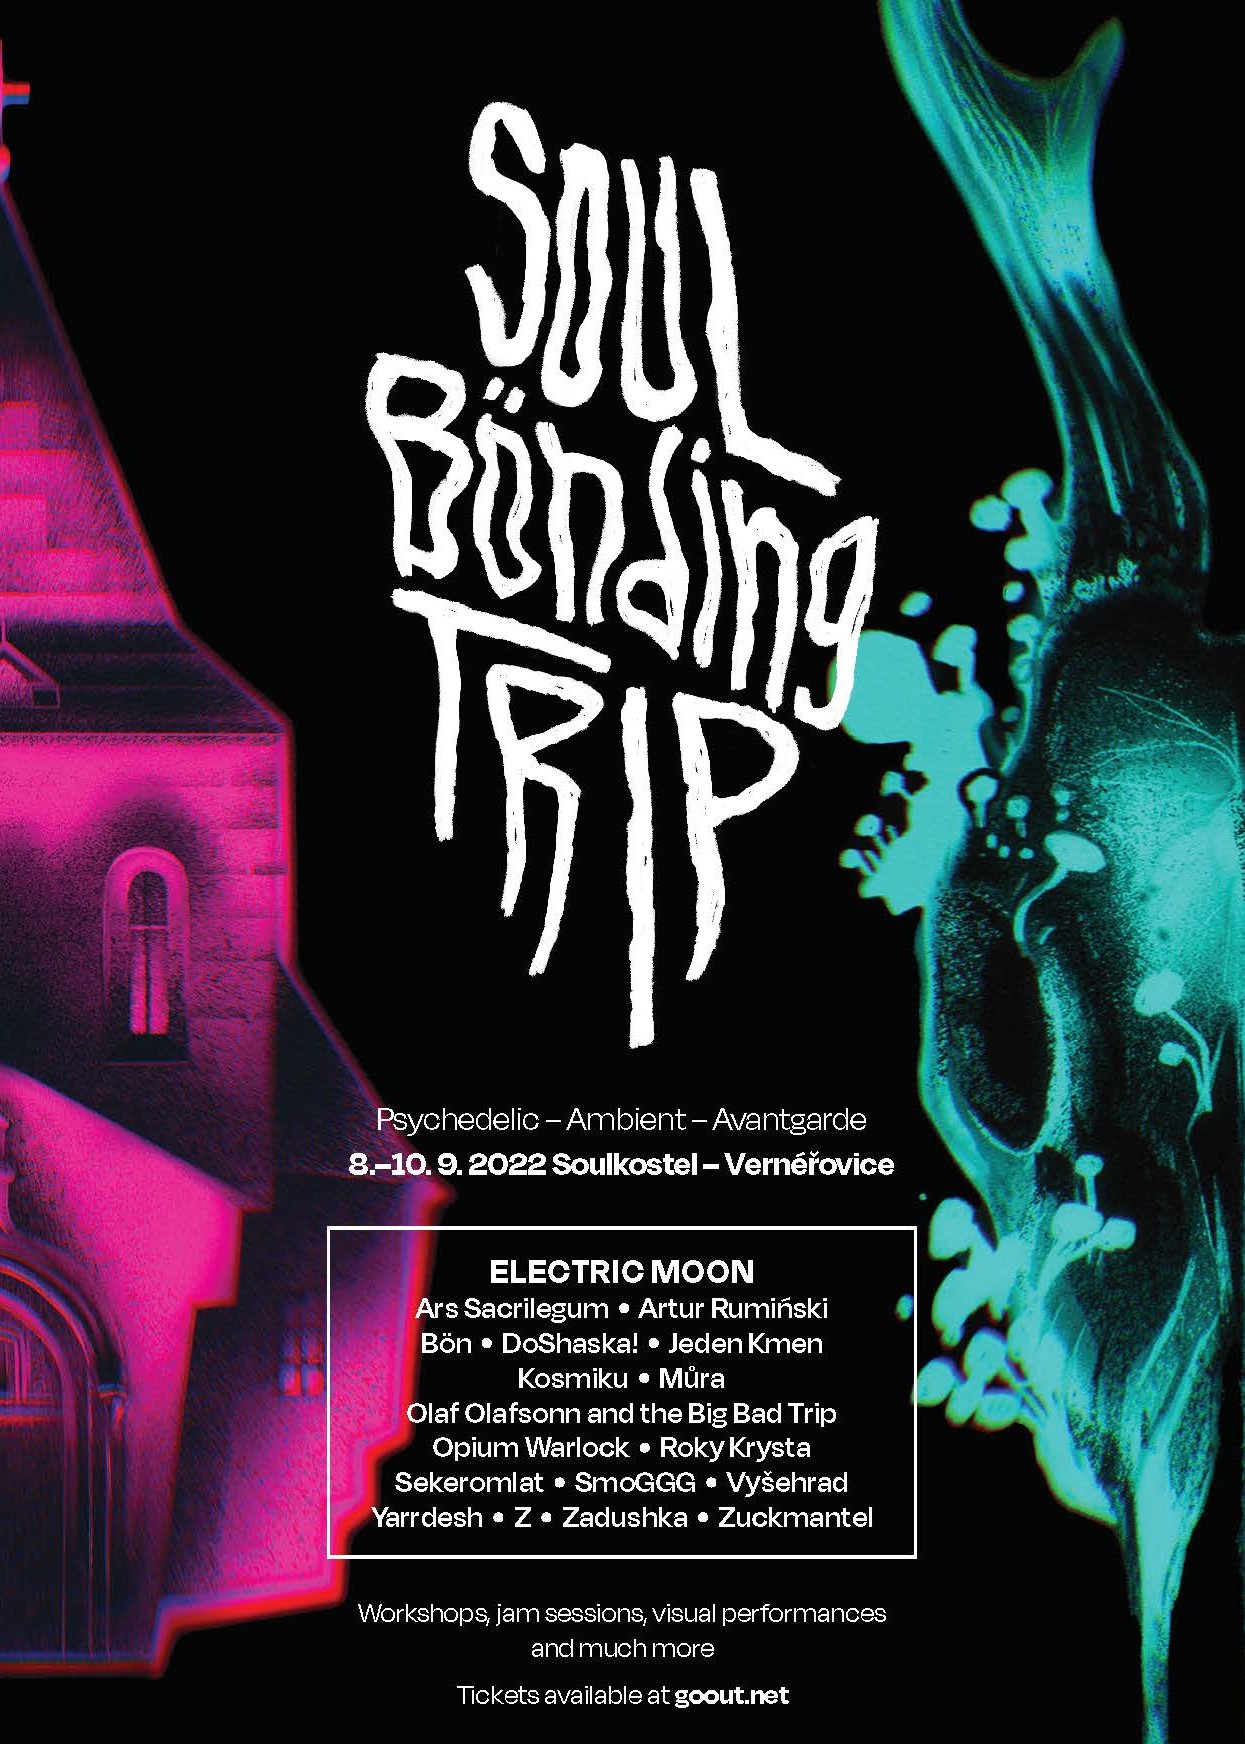 SOUL
Bönding
TRIP
Psychedelic – Ambient – Avantgarde
8.–10. 9. 2022 Soulkostel – Vernéřovice
ELECTRIC MOON
Ars Sacrilegum • Artur Rumiński
Bön • DoShaska! • Jeden Kmen
Kosmiku • Můra
Olaf Olafsonn and the Big Bad Trip
Opium Warlock • Roky Krysta
Sekeromlat • SmoGGG • Vyšehrad
Yarrdesh • Z • Zadushka • Zuckmantel
Workshops, jam sessions, visual performances
and much more
Tickets available at goout.net